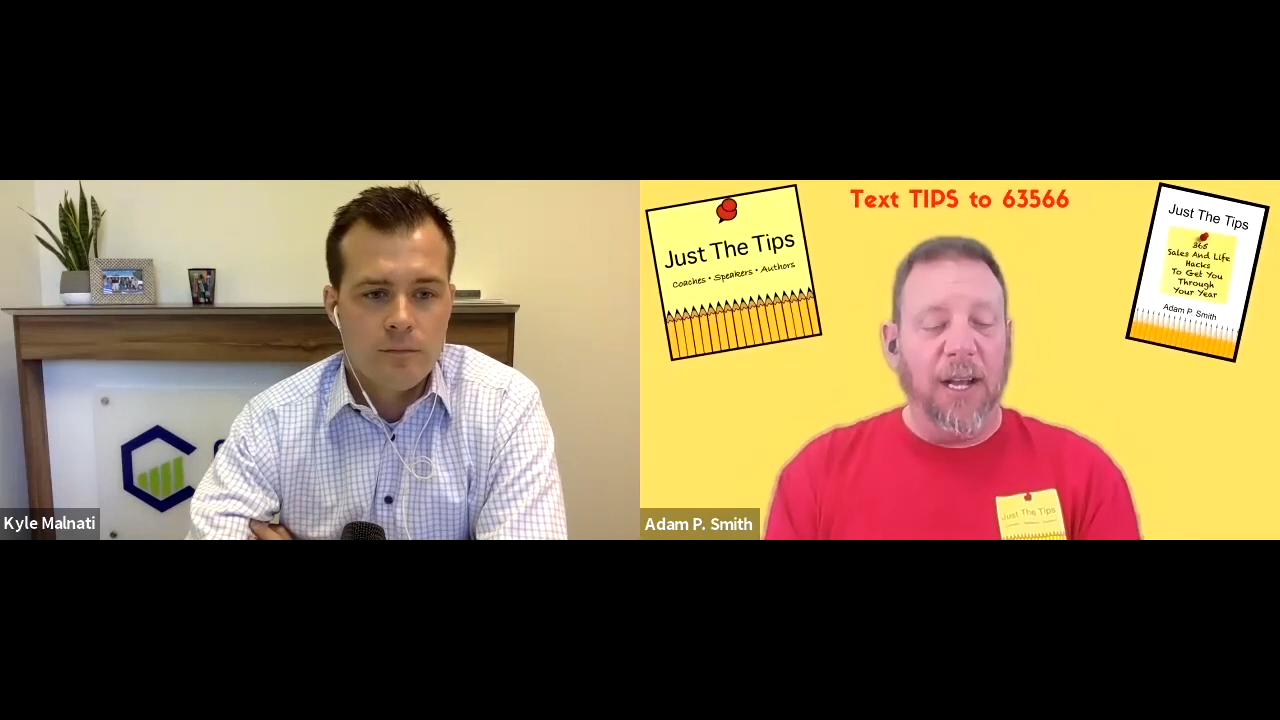 Text TIPS to 63566
Just The Tips
Coaches • Speakers • Authors
Just The Tips
365
Sales And Life
Hacks
To Get You
Through
Your Year
Adam P. Smith
Just The Tips
Kyle Malnati
Adam P. Smith